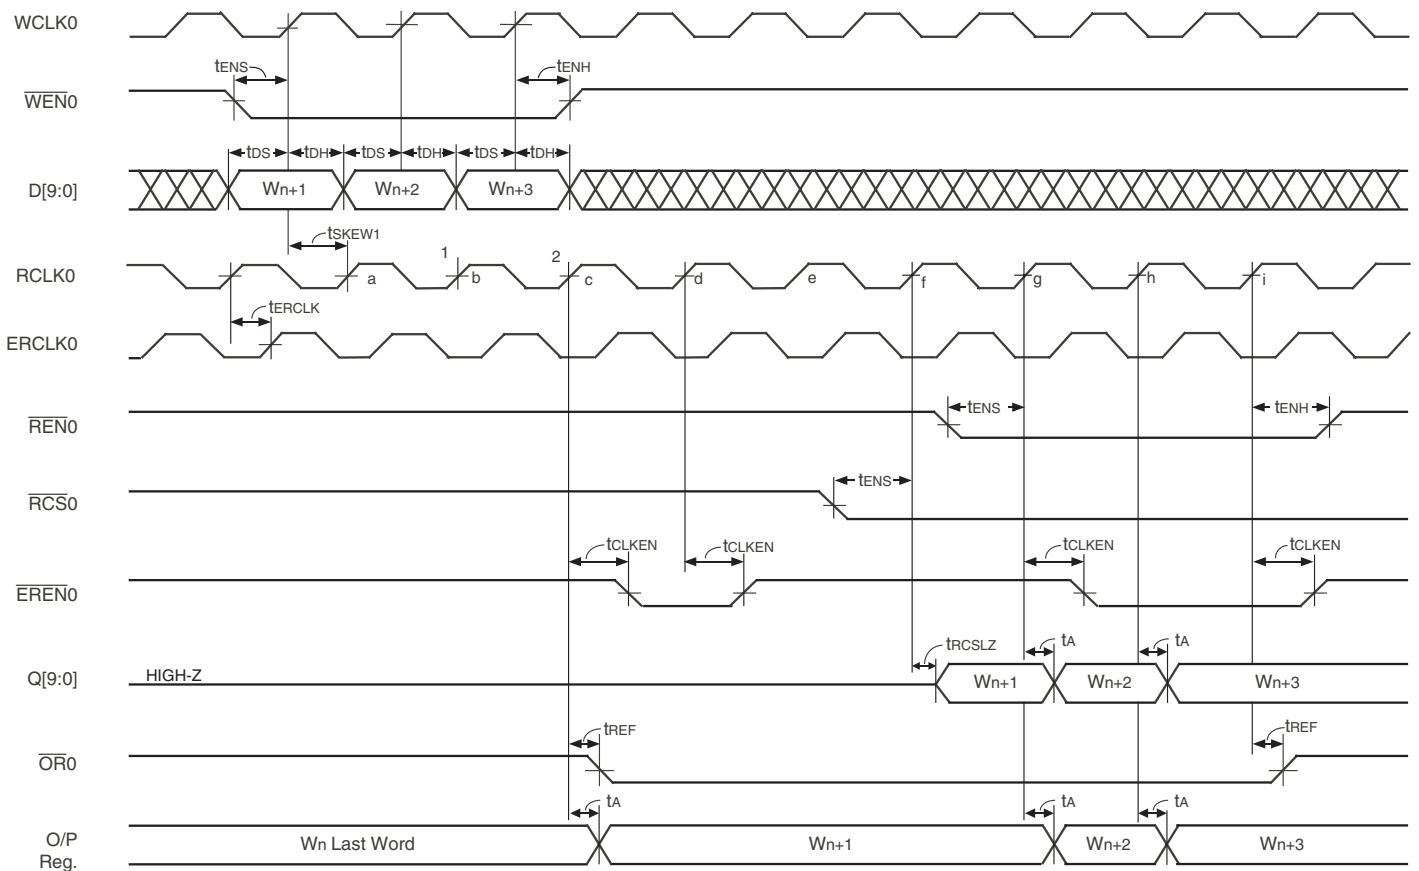 WCLK0
tENS
tENH
WEN0
tDS tDH tDS tDH tDS tDH
D[9:0] Wn+1 Wn+2 Wn+3
tSKEW1
1 2
RCLK0 a b c d e f g h i
tERCLK
ERCLK0
tENS tENH
REN0
tENS
RCS0
tCLKEN tCLKEN tCLKEN tCLKEN
EREN0
tRCSLZ tA tA
Q[9:0] HIGH-Z Wn+1 Wn+2 Wn+3
tREF tREF
OR0
tA tA tA
O/P Wn Last Word Wn+1 Wn+2 Wn+3
Reg.